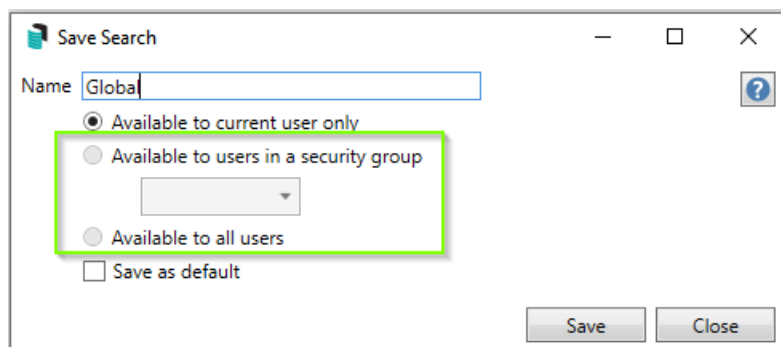 Save Search
Name Global
Available to current user only
Available to users in a security group
Available to all users
Save as default
Save Close